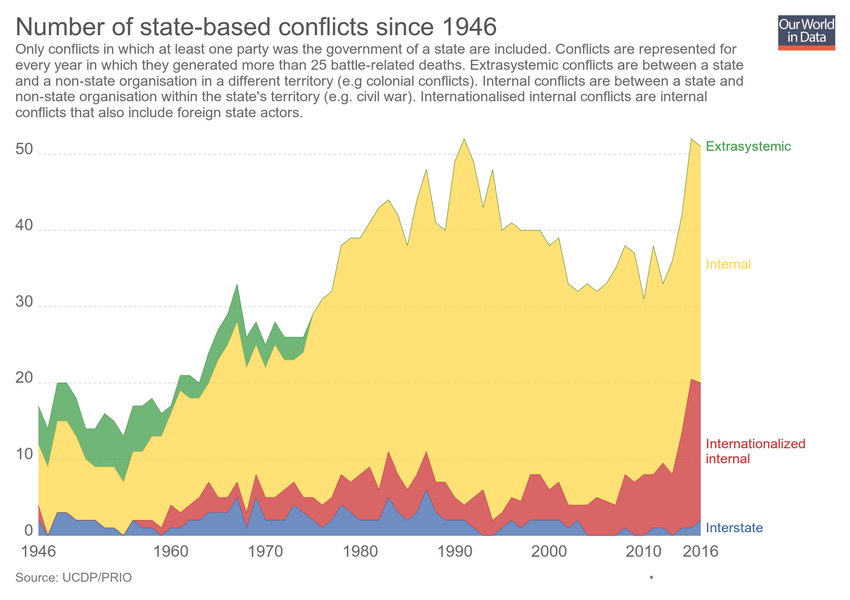 Number of state-based conflicts since 1946
Our World
in Data
Only conflicts in which at least one party was the government of a state are included. Conflicts are represented for
every year in which they generated more than 25 battle-related deaths. Extrasystemic conflicts are between a state
and a non-state organisation in a different territory (e.g colonial conflicts). Internal conflicts are between a state and
non-state organisation within the state's territory (e.g. civil war). Internationalised internal conflicts are internal
conflicts that also include foreign state actors.
50
Extrasystemic
40
Internal
30
20
10
Internationalized
internal
0
Interstate
1946 1960 1970 1980 1990 2000 2010 2016
Source: UCDP/PRIO